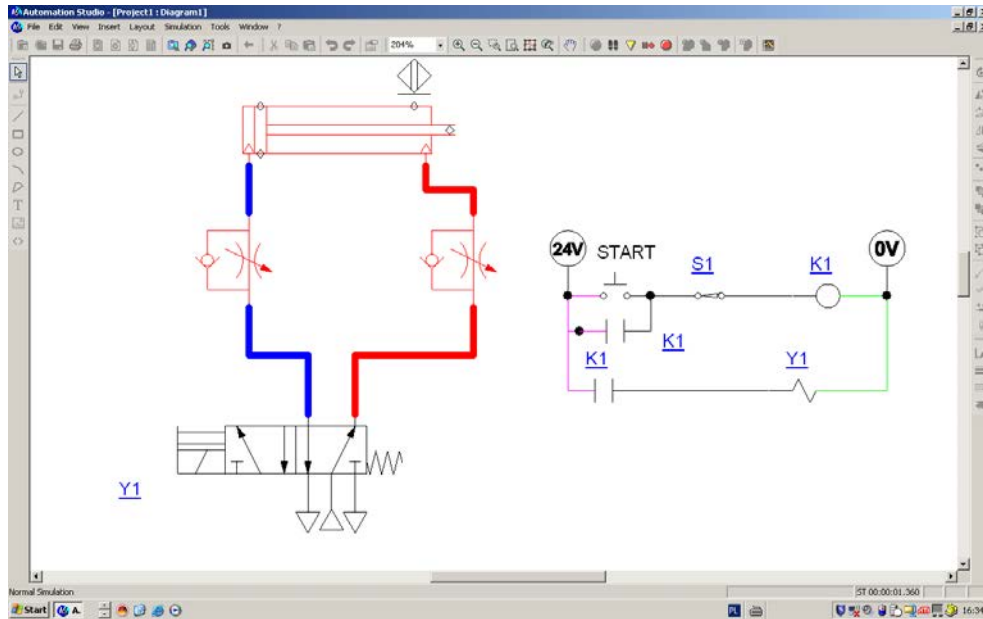 Automation Studio - [Project1 : Diagram1]
File Edit View Insert Layout Simulation Tools Window ?
204%
24V
START
S1
K1
0V
K1
K1
Y1
Y1
Normal Simulation
ST 00:00:01.360
Start
A.
PL
16:34